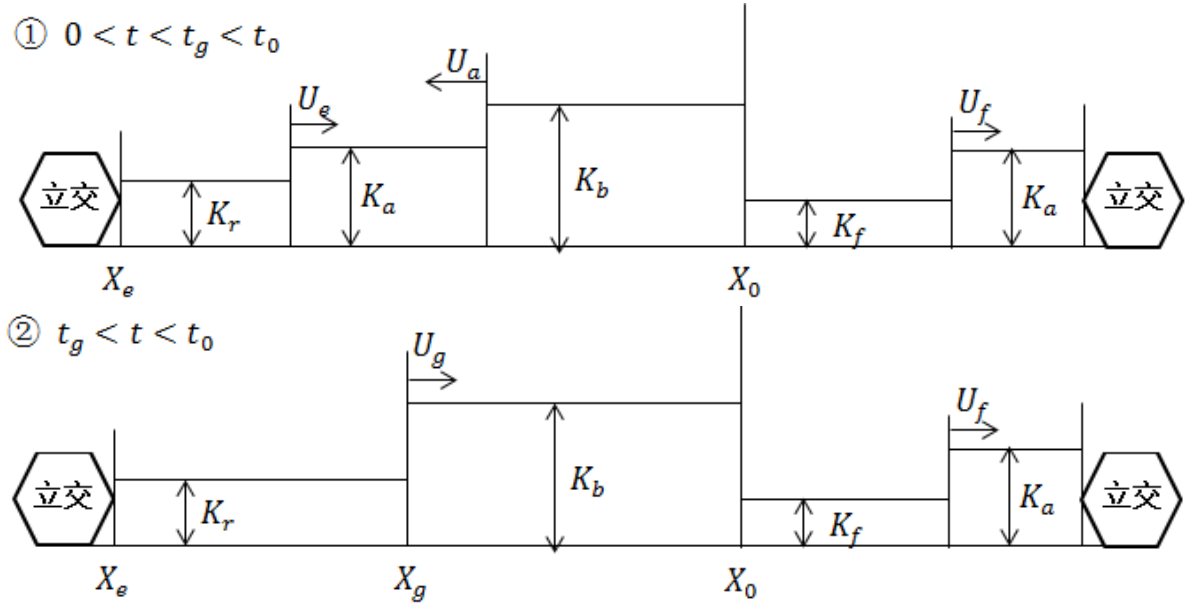 ① 0 < t < t_g < t_0
U_a
U_e
U_f
立交 K_r K_a K_b K_f K_a 立交
X_e X_0
② t_g < t < t_0
U_g
U_f
立交 K_r K_b K_f K_a 立交
X_e X_g X_0